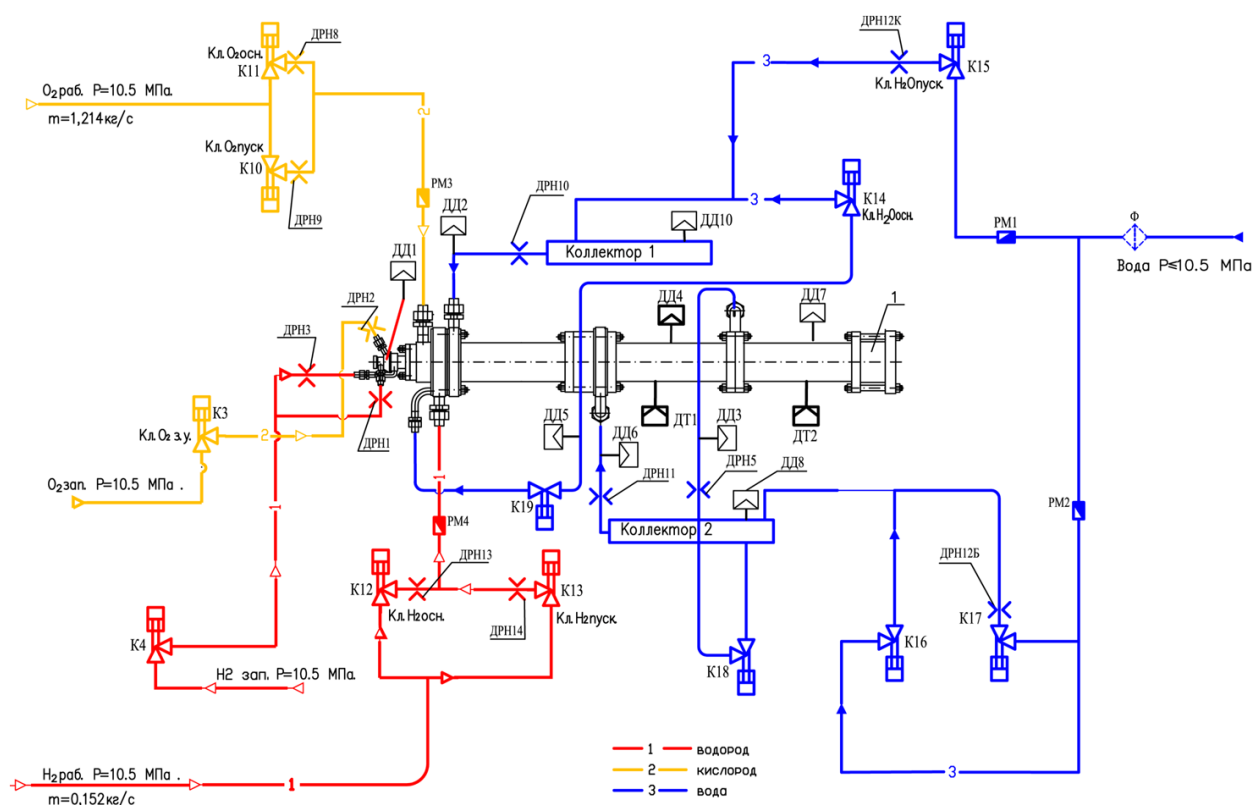 Кл. О₂осн.
К11
ДРН8
О₂раб. Р=10.5 МПа.
m=1,214кг/с
Кл. О₂пуск
К10
ДРН9
2
РМ3
ДРН12К
3
К15
Кл. Н₂Опуск.
ДРН10
ДД2
ДД10
3
К14
Кл.Н₂Оосн.
Коллектор 1
РМ1
Ф
Вода Р≤10.5 МПа
ДД1
ДРН2
ДРН3
ДД4
ДД7
1
К3
Кл. О₂ з.у.
2
ДРН1
ДД5
ДД6
ДТ1
ДД3
ДТ2
О₂зап. Р=10.5 МПа .
1
1
К19
ДРН11
ДРН5
ДД8
РМ4
Коллектор 2
РМ2
К12
ДРН13
К13
ДРН12Б
Кл. Н₂осн.
ДРН14
Кл. Н₂пуск.
К4
К18
К16
К17
Н2 зап. Р=10.5 МПа.
1 водород
2 кислород
3 вода
3
Н₂раб. Р=10.5 МПа .
m=0.152кг/с
1